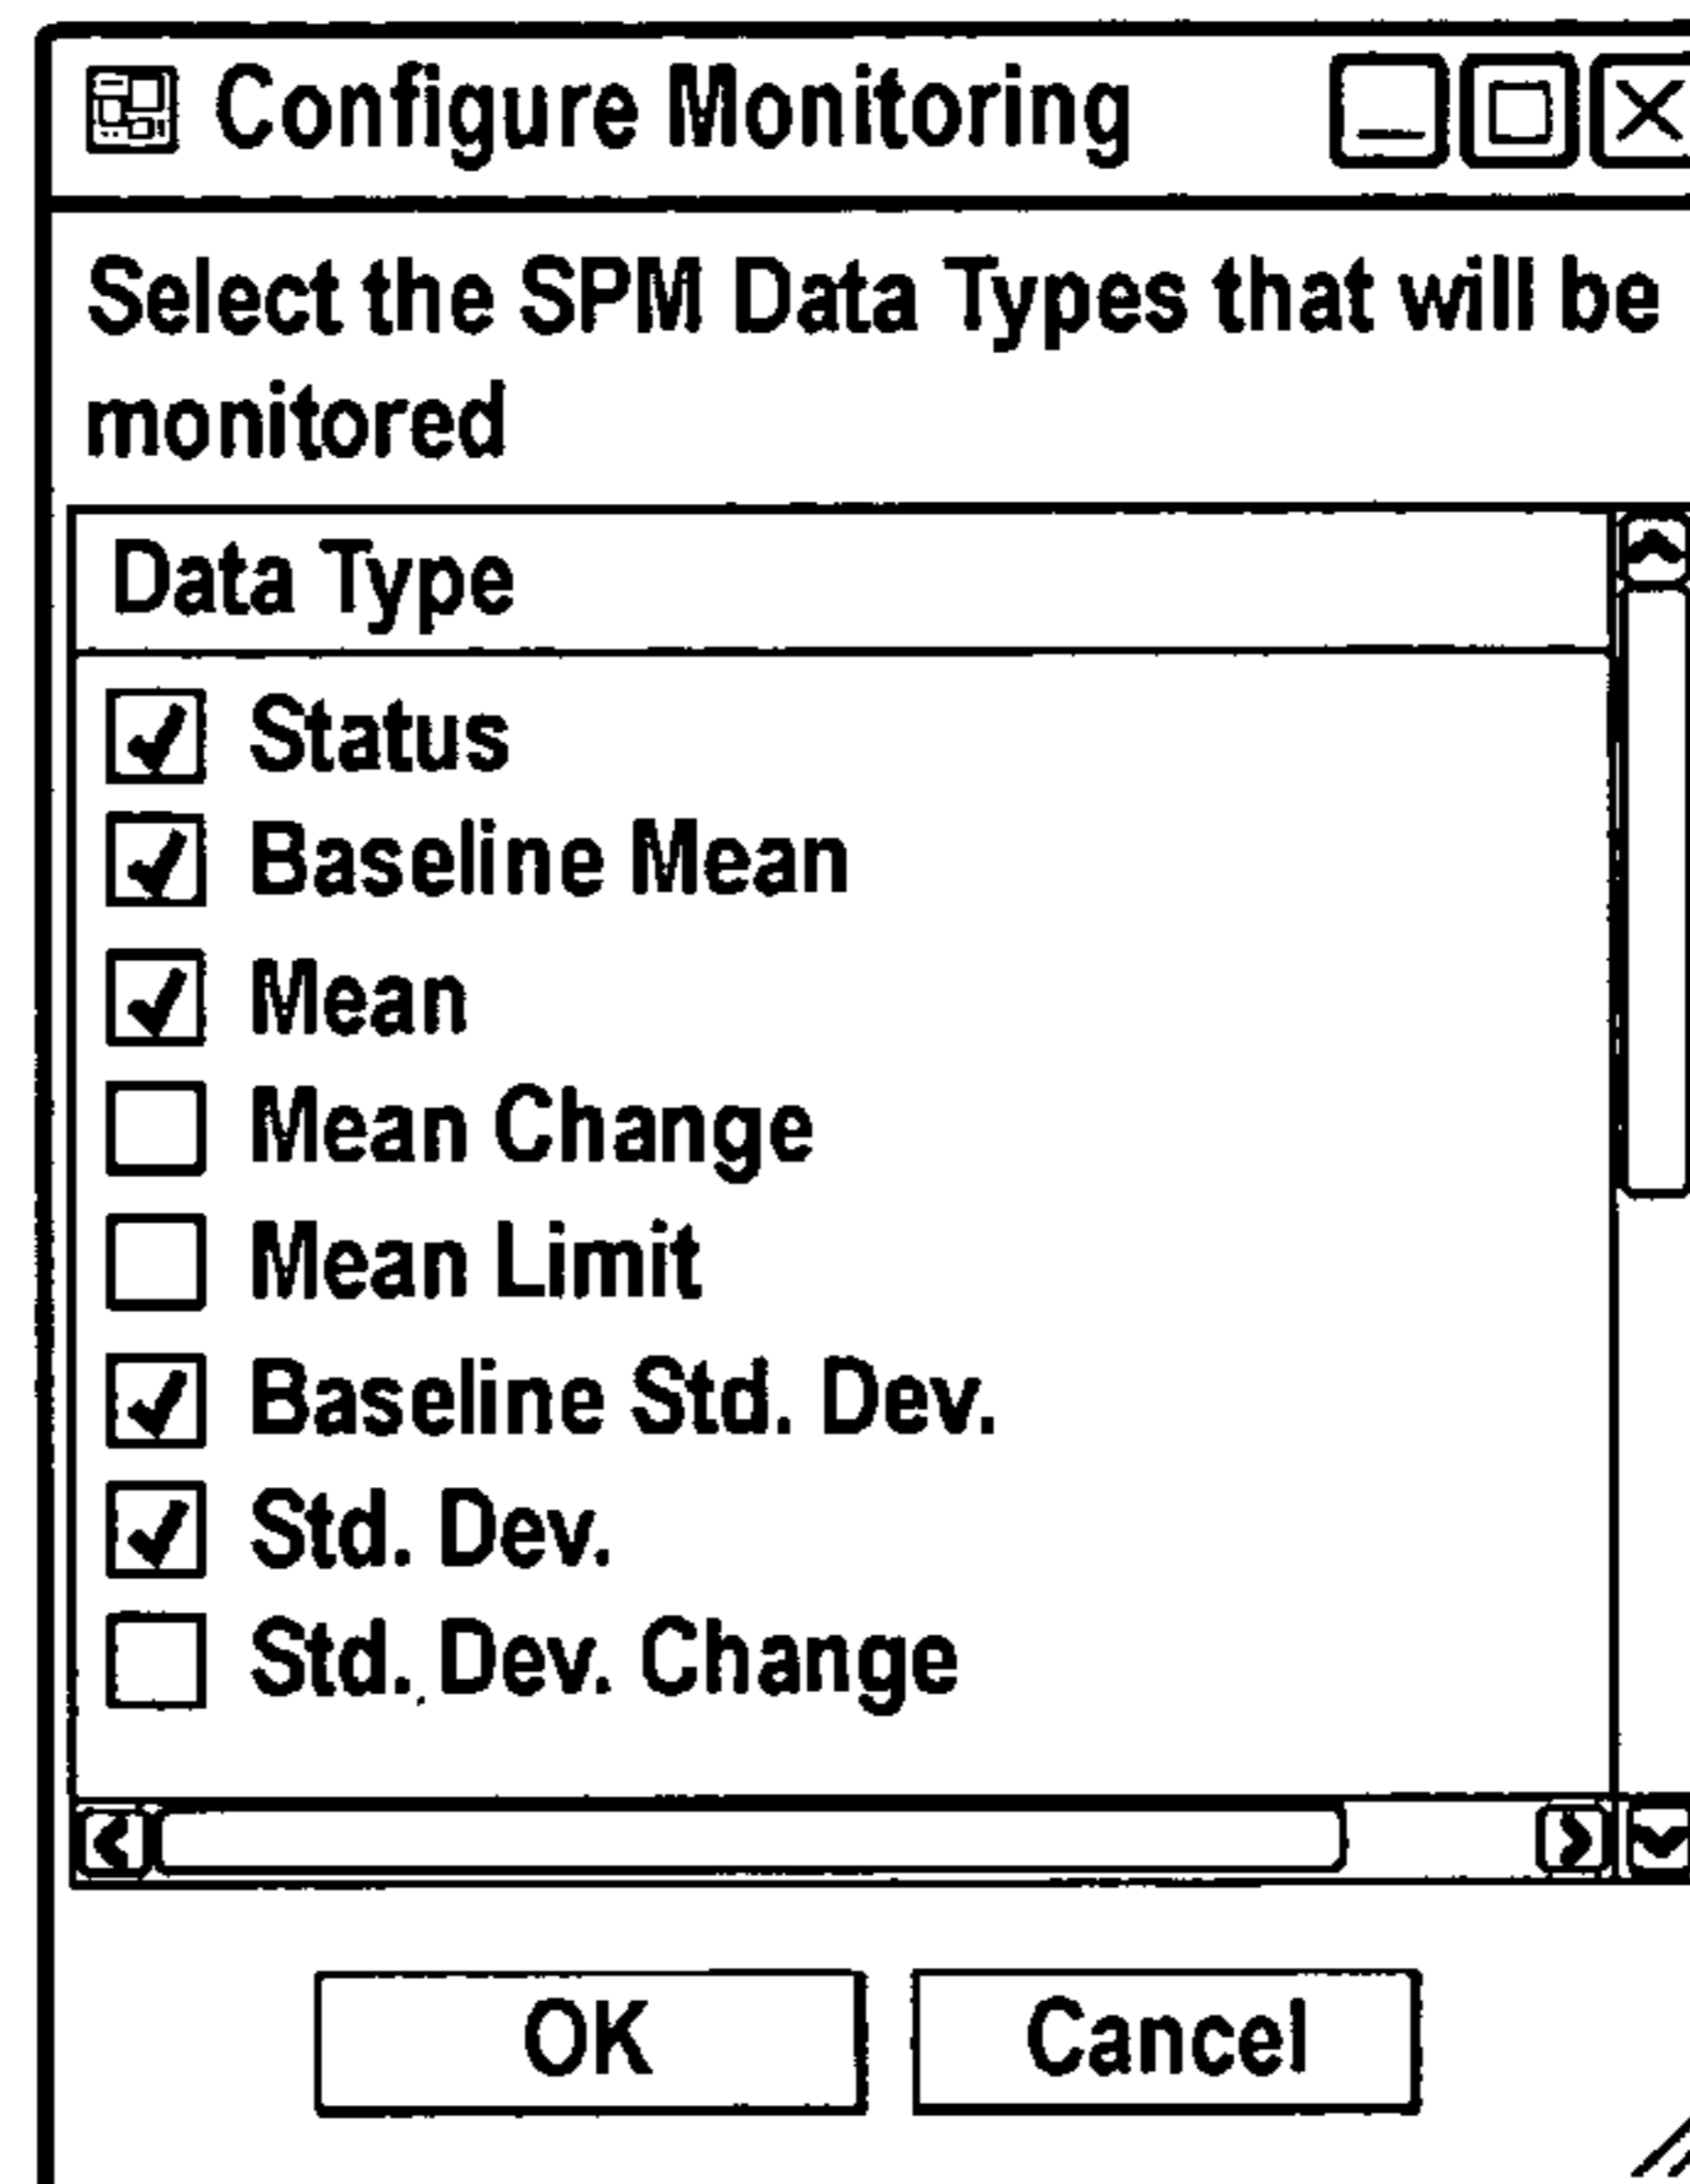 Configure Monitoring
Select the SPM Data Types that will be
monitored
Data Type
Status
Baseline Mean
Mean
Mean Change
Mean Limit
Baseline Std. Dev.
Std. Dev.
Std. Dev. Change
OK
Cancel